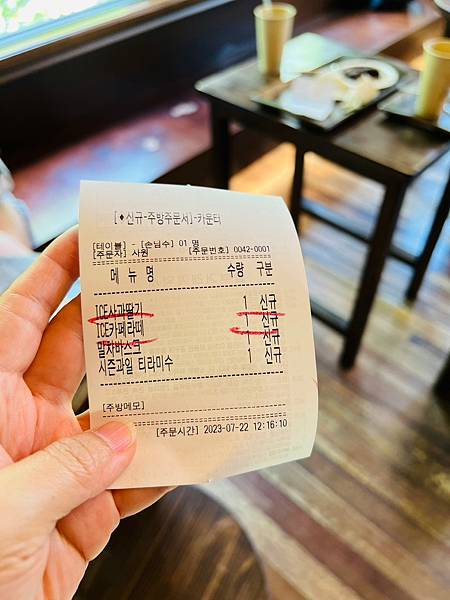 [♦신규-주방주문서]-카운터
[테이블] - [손님수] 01 명
[주문자] 사원 [주문번호] 0042-0001
메 뉴 명 수량 구분
ICE사과딸기 1 신규
ICE카페라떼 1 신규
말차바스크 1 신규
시즌과일 티라미수 1 신규
[주방메모]
[주문시간] 2023-07-22 12:16:10